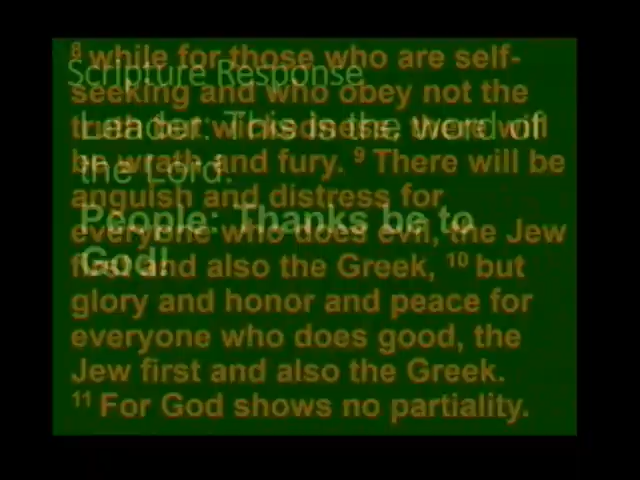 8 while for those who are self-
seeking and who obey not the
truth but wickedness, there will
be wrath and fury. 9 There will be
anguish and distress for
everyone who does evil, the Jew
first and also the Greek, 10 but
glory and honor and peace for
everyone who does good, the
Jew first and also the Greek.
11 For God shows no partiality.
Scripture Response
Leader: This is the word of
the Lord.
People: Thanks be to
God!